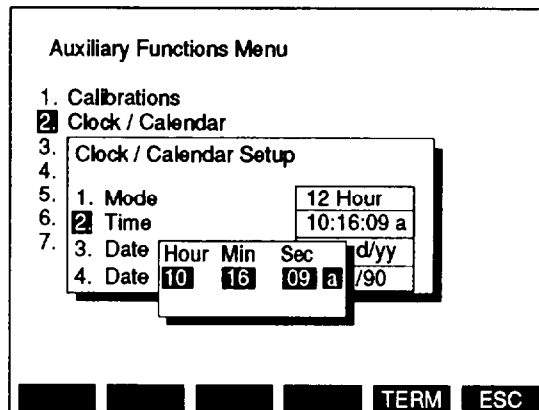 Auxiliary Functions Menu
1. Calibrations
2. Clock / Calendar
3.
4.
5.
6.
7.
Clock / Calendar Setup
1. Mode 12 Hour
2. Time 10:16:09 a
3. Date d/yy
4. Date /90
Hour Min Sec
10 16 09 a
TERM ESC